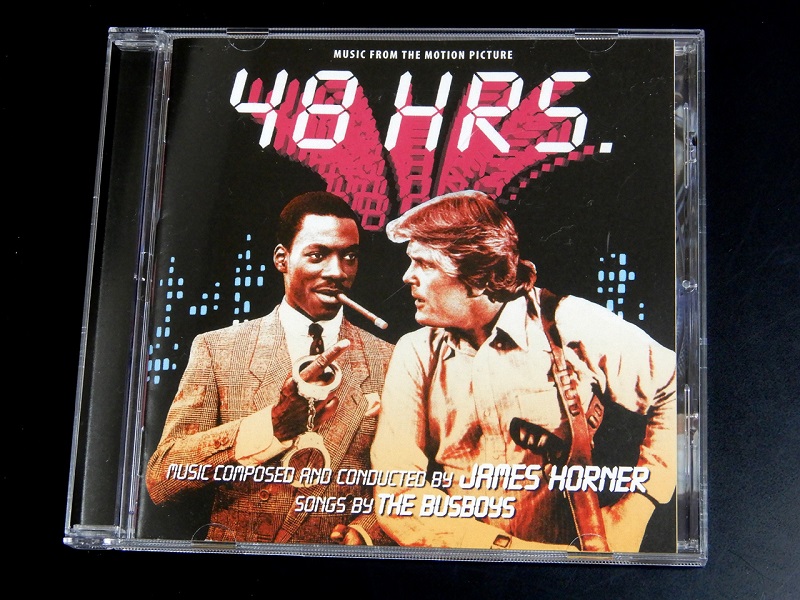 MUSIC FROM THE MOTION PICTURE
48 HRS.
MUSIC COMPOSED AND CONDUCTED BY JAMES HORNER
SONGS BY THE BUSBOYS